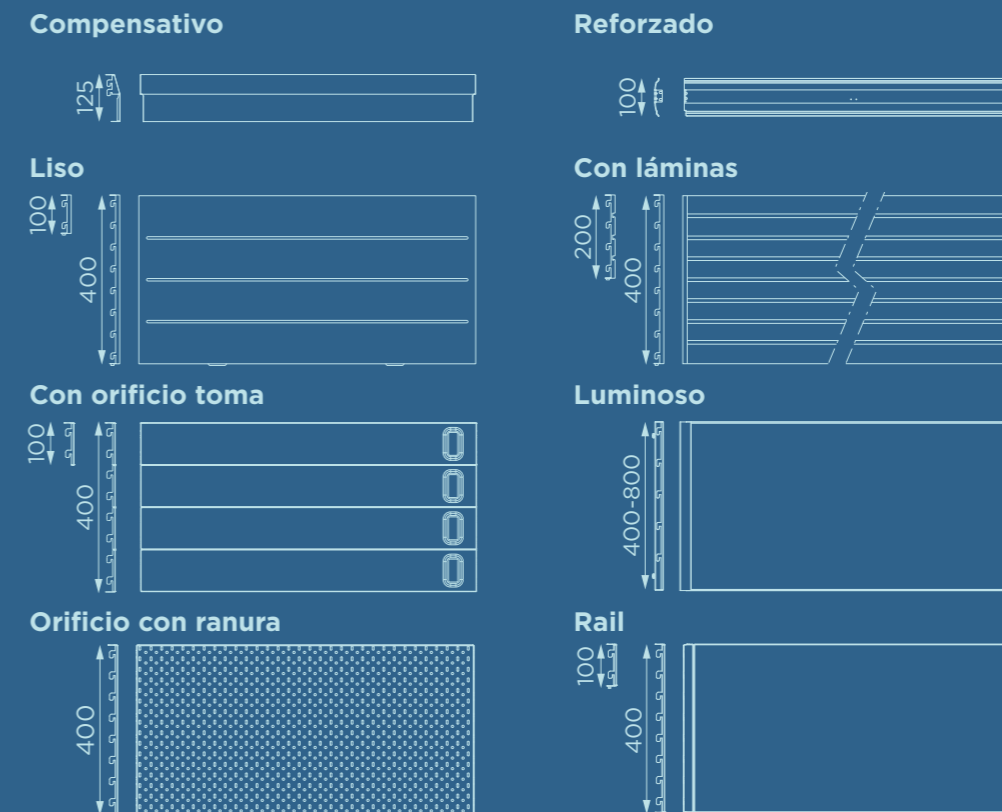 Compensativo
125
Reforzado
100
Liso
100
400
Con láminas
200
400
Con orificio toma
100
400
Luminoso
400-800
Orificio con ranura
400
Rail
100
400